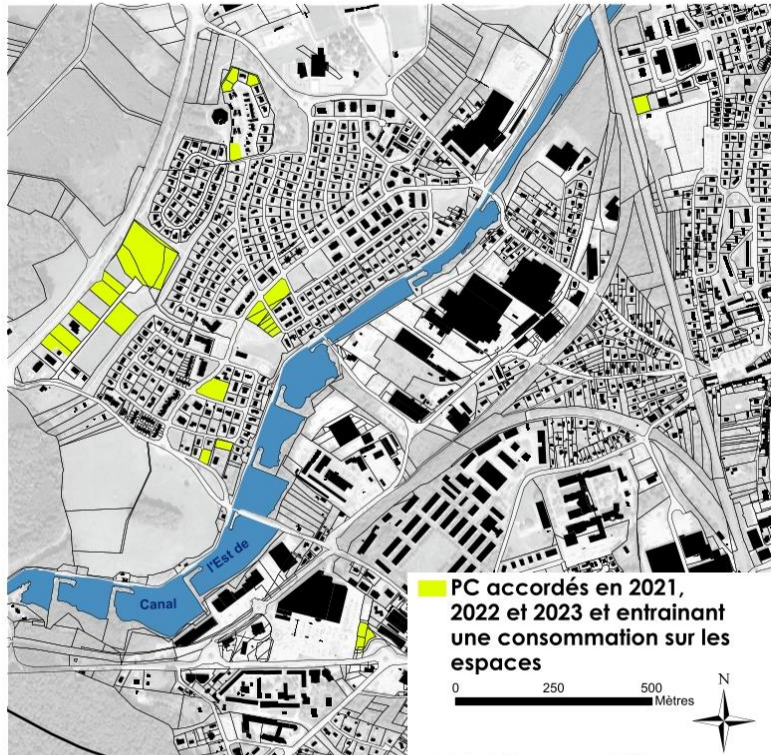 l'Est de
Canal
PC accordés en 2021,
2022 et 2023 et entrainant
une consommation sur les
espaces
0 250 500
Mètres
N